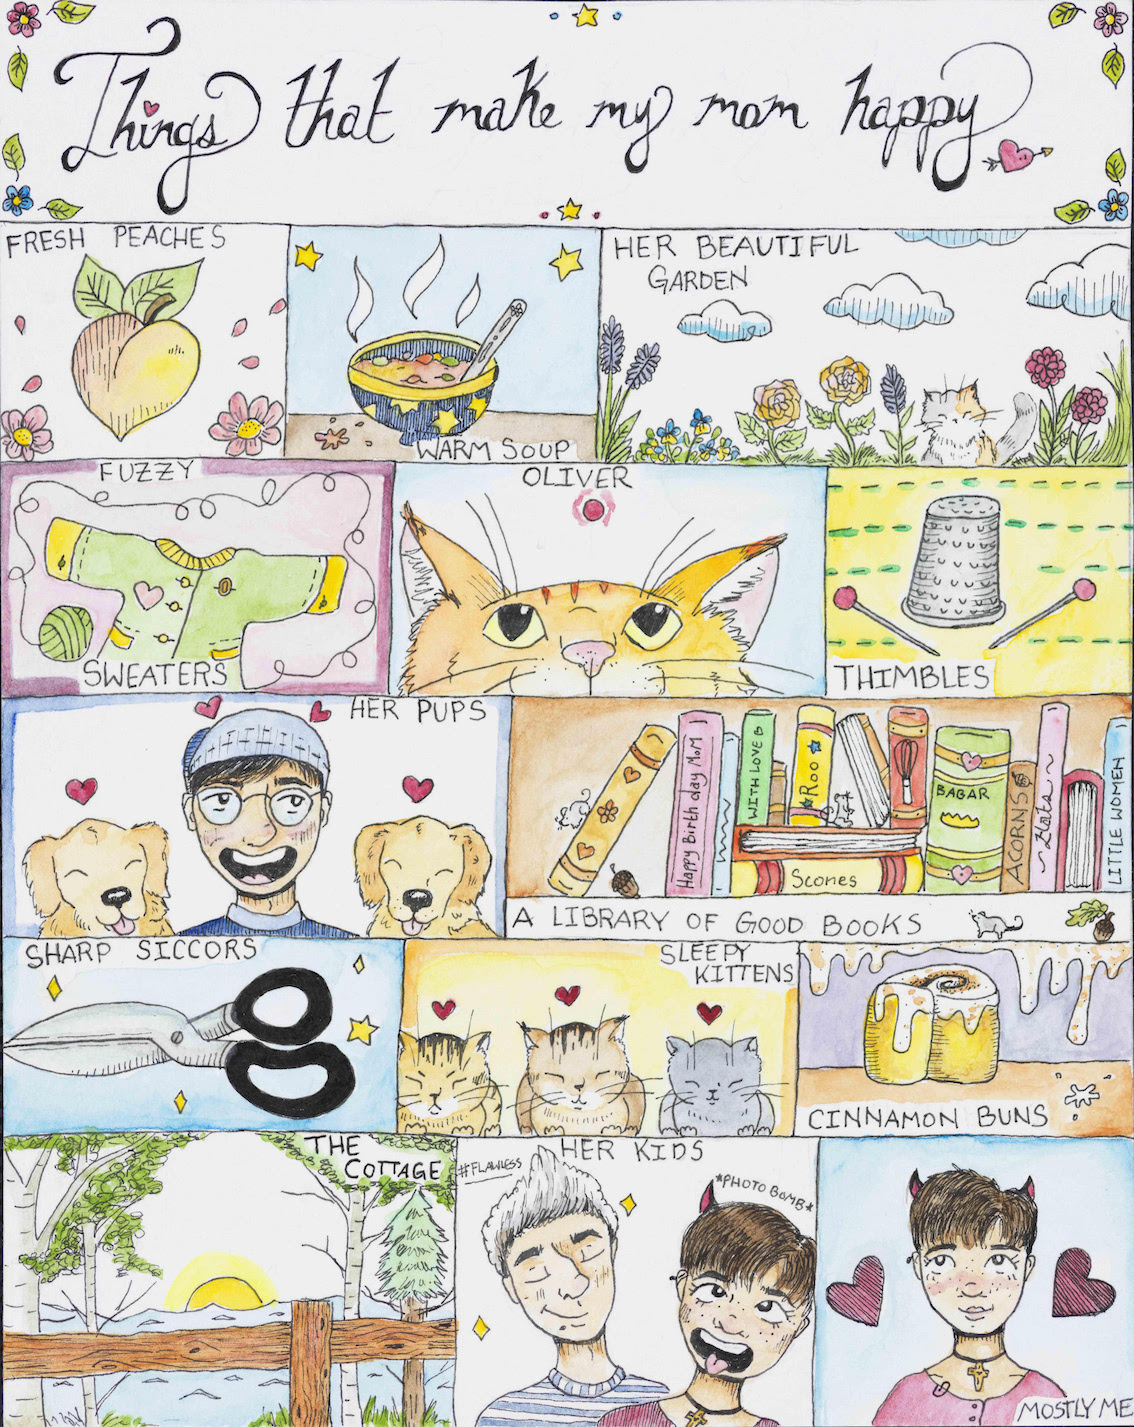 Things that make my mom happy
FRESH PEACHES
WARM SOUP
HER BEAUTIFUL
GARDEN
FUZZY
SWEATERS
OLIVER
THIMBLES
HER PUPS
Happy Birthday MoM
WITH LOVE
Roo
Scones
BABAR
ACORNS
Hats
LITTLE WOMEN
A LIBRARY OF GOOD BOOKS
SHARP SICCORS
SLEEPY
KITTENS
CINNAMON BUNS
THE
COTTAGE
#FLAWLESS
HER KIDS
*PHOTO BOMB*
MOSTLY ME